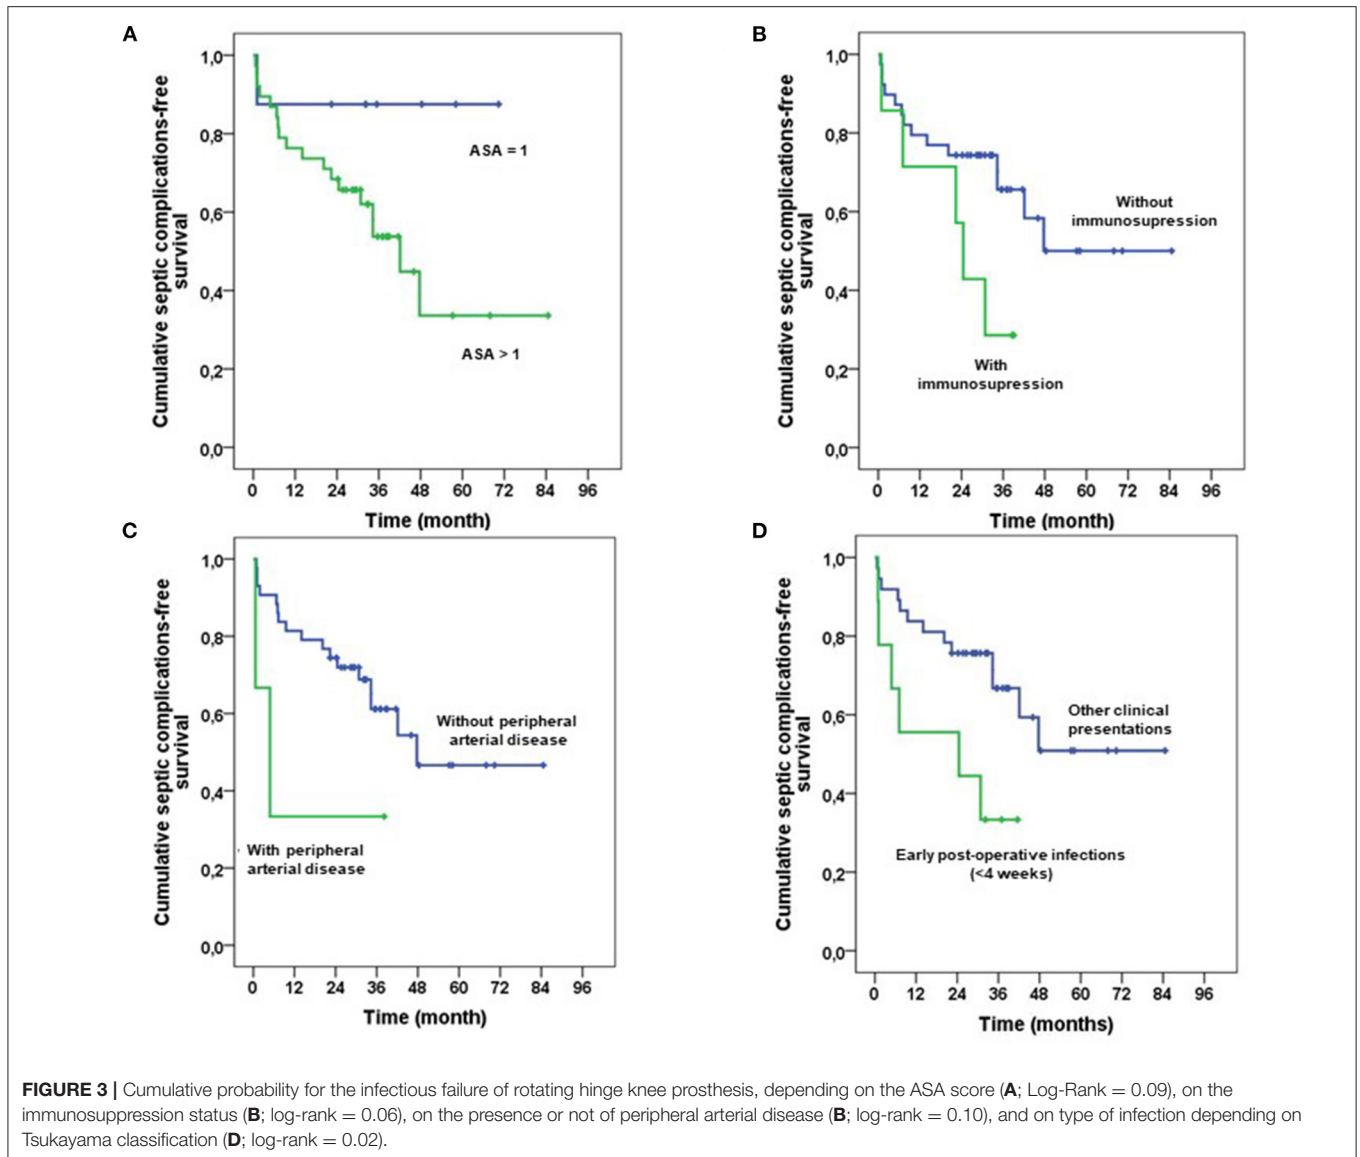 A
Cumulative septic complications-free
survival
1,0
0,8
0,6
0,4
0,2
0,0
ASA = 1
ASA > 1
0 12 24 36 48 60 72 84 96
Time (month)
B
Cumulative septic complications-free
survival
1,0
0,8
0,6
0,4
0,2
0,0
Without
immunosupression
With
immunosupression
0 12 24 36 48 60 72 84 96
Time (month)
C
Cumulative septic complications-free
survival
1,0
0,8
0,6
0,4
0,2
0,0
Without peripheral
arterial disease
With peripheral
arterial disease
0 12 24 36 48 60 72 84 96
Time (month)
D
Cumulative septic complications-free
survival
1,0
0,8
0,6
0,4
0,2
0,0
Other clinical
presentations
Early post-operative infections
(<4 weeks)
0 12 24 36 48 60 72 84 96
Time (months)
FIGURE 3 | Cumulative probability for the infectious failure of rotating hinge knee prosthesis, depending on the ASA score (A; Log-Rank = 0.09), on the
immunosuppression status (B; log-rank = 0.06), on the presence or not of peripheral arterial disease (B; log-rank = 0.10), and on type of infection depending on
Tsukayama classification (D; log-rank = 0.02).